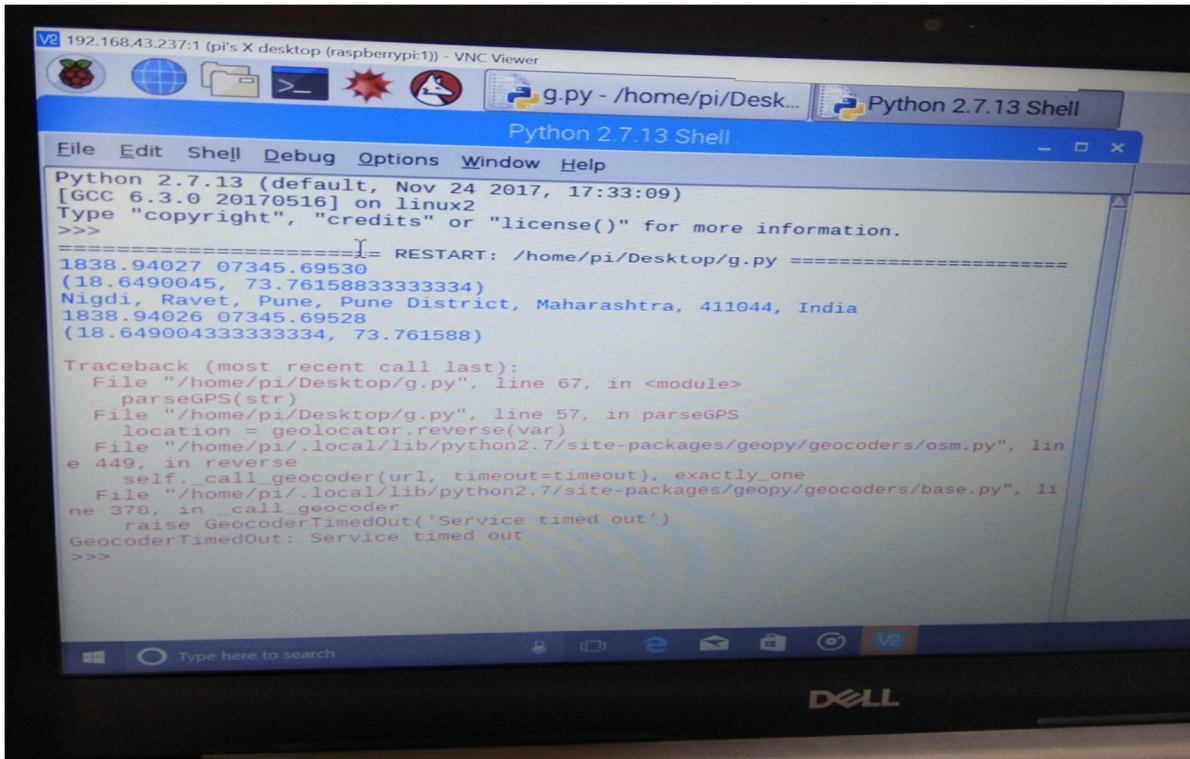 V2 192.168.43.237:1 (pi's X desktop (raspberrypi:1)) - VNC Viewer
>_
g.py - /home/pi/Desk...
Python 2.7.13 Shell
Python 2.7.13 Shell
File Edit Shell Debug Options Window Help
Python 2.7.13 (default, Nov 24 2017, 17:33:09)
[GCC 6.3.0 20170516] on linux2
Type "copyright", "credits" or "license()" for more information.
>>>
======================== RESTART: /home/pi/Desktop/g.py ========================
1838.94027 07345.69530
(18.6490045, 73.76158833333334)
Nigdi, Ravet, Pune, Pune District, Maharashtra, 411044, India
1838.94026 07345.69528
(18.649004333333334, 73.761588)
Traceback (most recent call last):
File "/home/pi/Desktop/g.py", line 67, in <module>
parseGPS(str)
File "/home/pi/Desktop/g.py", line 57, in parseGPS
location = geolocator.reverse(var)
File "/home/pi/.local/lib/python2.7/site-packages/geopy/geocoders/osm.py", lin
e 449, in reverse
self._call_geocoder(url, timeout=timeout), exactly_one
File "/home/pi/.local/lib/python2.7/site-packages/geopy/geocoders/base.py", li
ne 378, in _call_geocoder
raise GeocoderTimedOut('Service timed out')
GeocoderTimedOut: Service timed out
>>>
Type here to search
V2
DELL